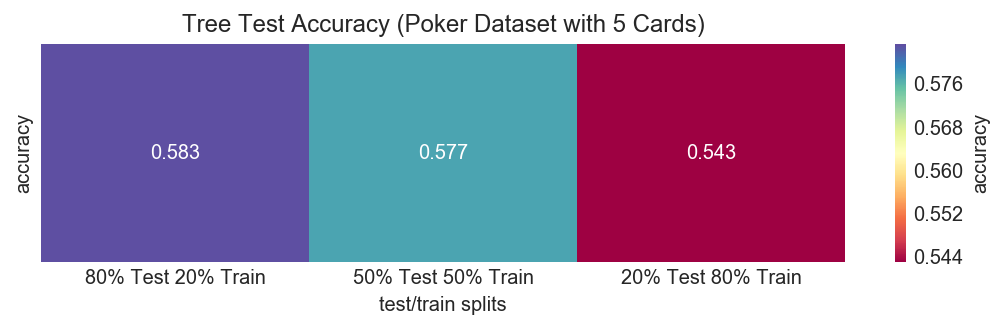 Tree Test Accuracy (Poker Dataset with 5 Cards)
accuracy
0.583
0.577
0.543
80% Test 20% Train
50% Test 50% Train
20% Test 80% Train
test/train splits
0.576
0.568
0.560
0.552
0.544
accuracy